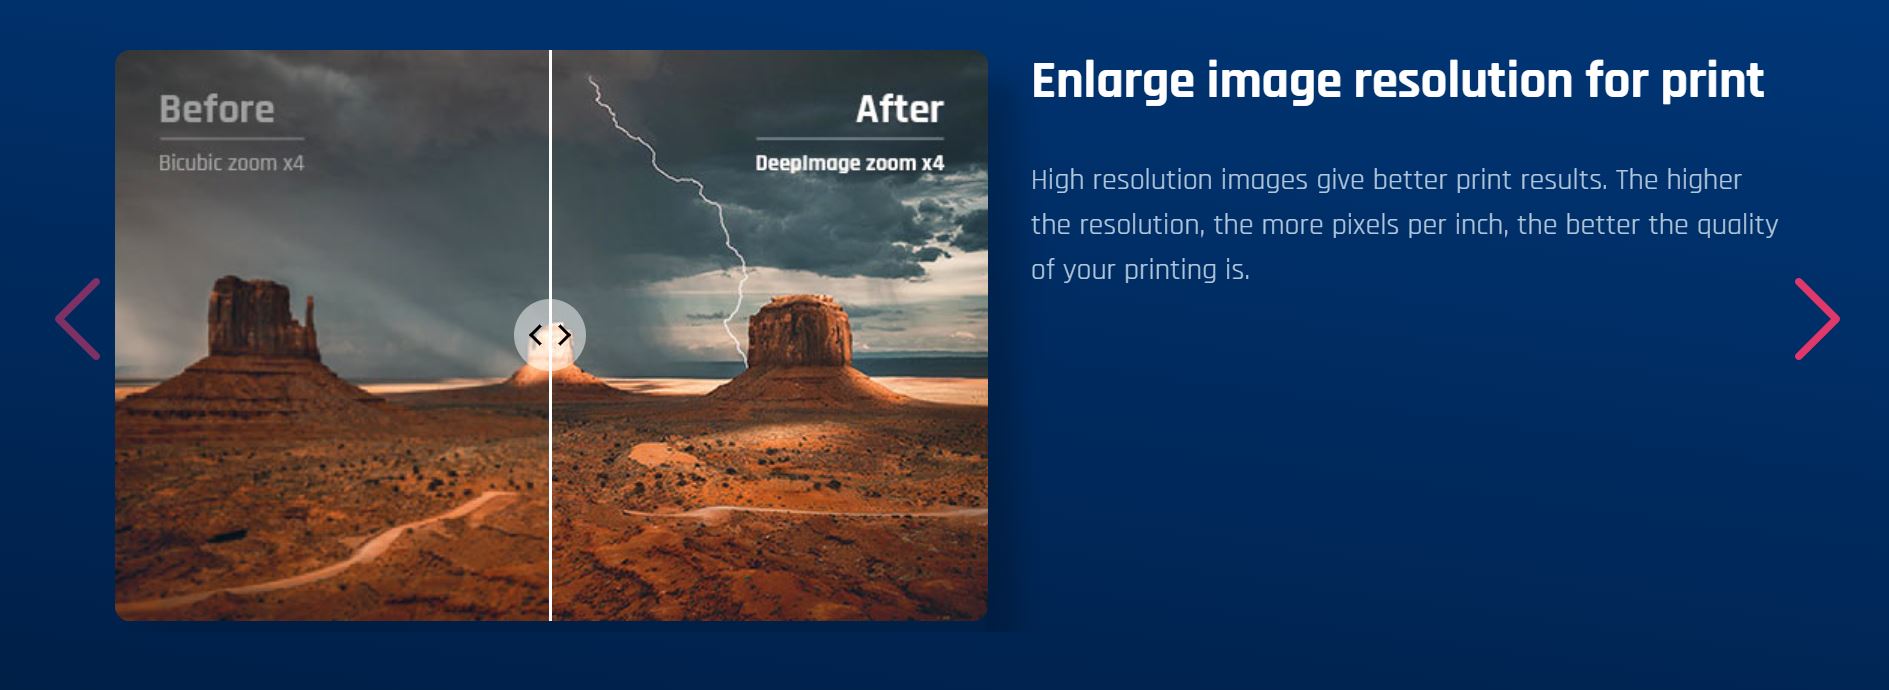 Before
Bicubic zoom x4
After
DeepImage zoom x4
Enlarge image resolution for print
High resolution images give better print results. The higher
the resolution, the more pixels per inch, the better the quality
of your printing is.